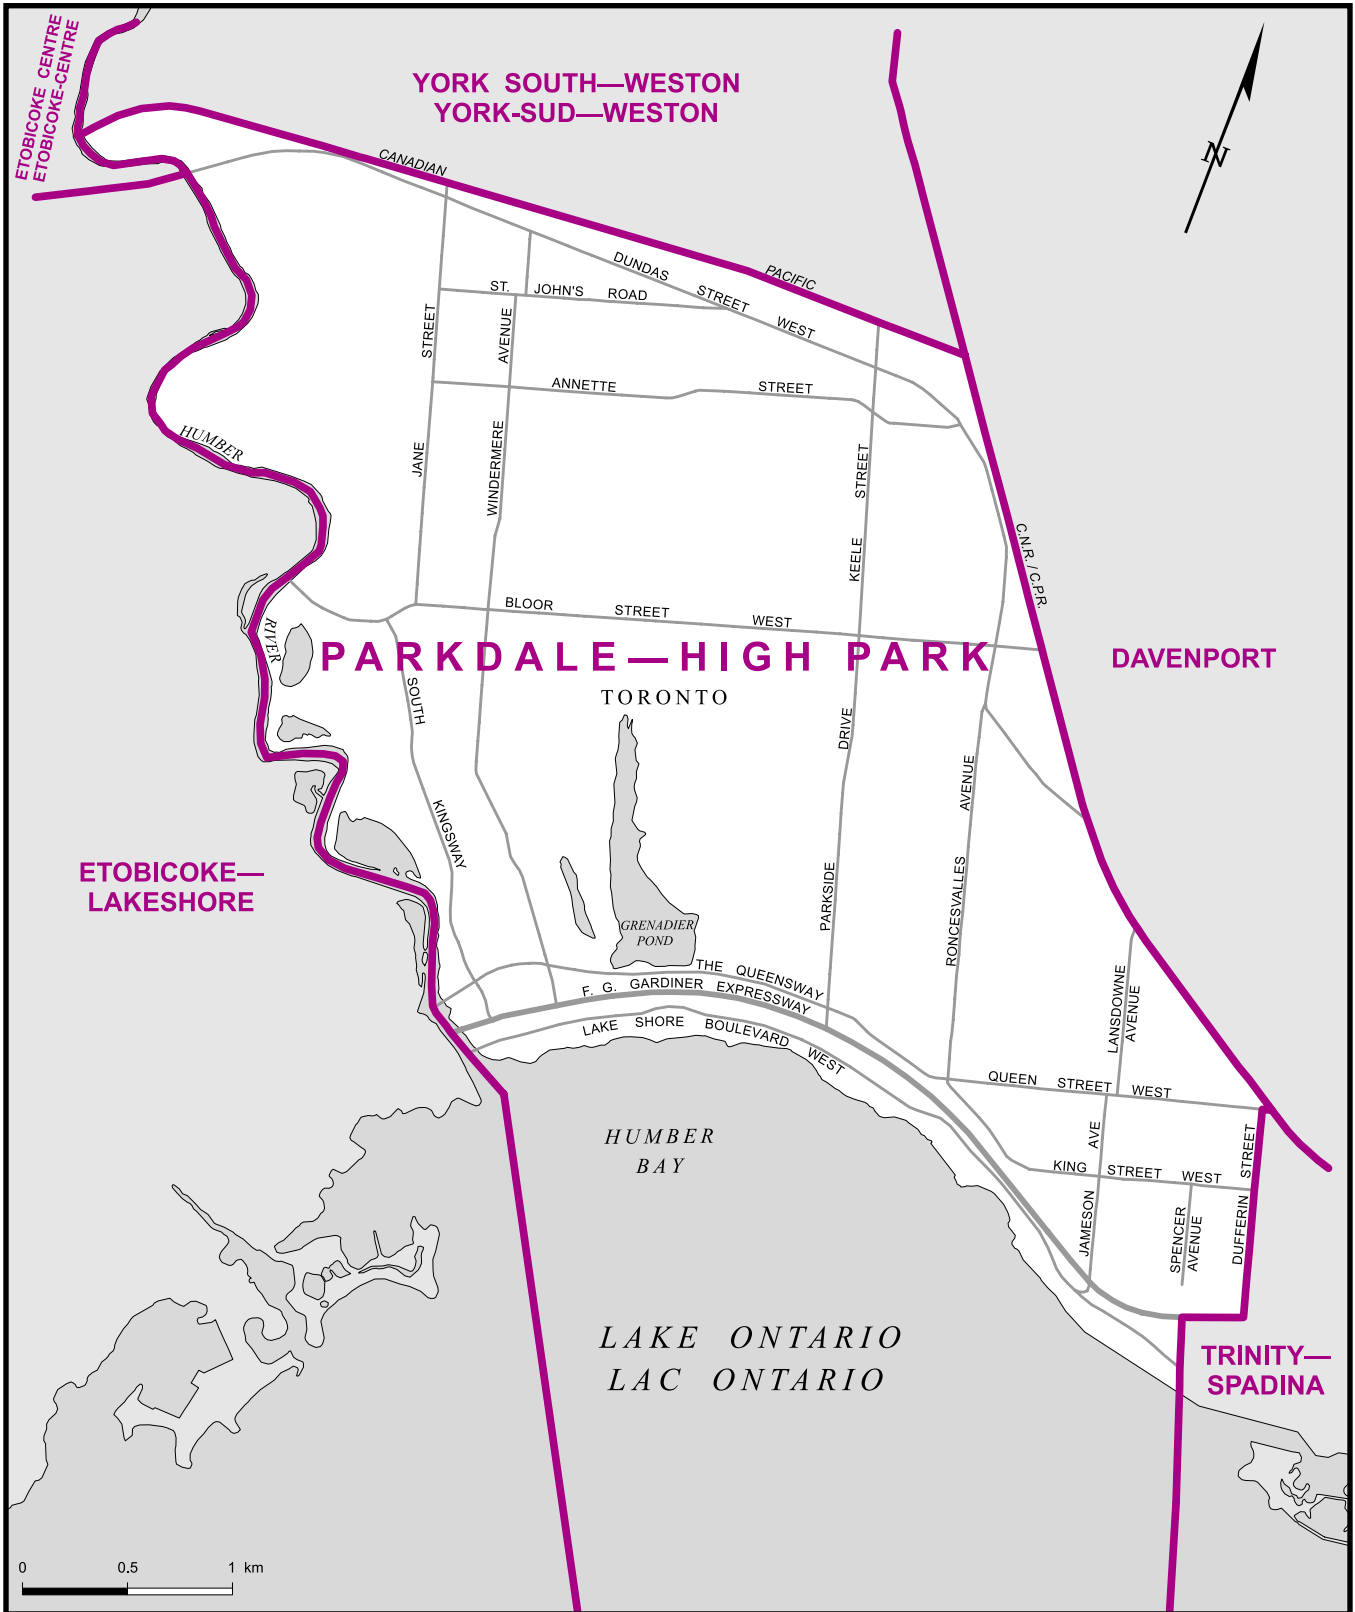 ETOBICOKE CENTRE
ETOBICOKE-CENTRE
YORK SOUTH—WESTON
YORK-SUD—WESTON
N
CANADIAN
PACIFIC
DUNDAS STREET WEST
ST. JOHN'S ROAD
JANE STREET
WINDERMERE AVENUE
ANNETTE STREET
KEELE STREET
HUMBER
RIVER
C.N.R. / C.P.R.
BLOOR STREET WEST
PARKDALE—HIGH PARK
TORONTO
DAVENPORT
SOUTH KINGSWAY
PARKSIDE DRIVE
RONCESVALLES AVENUE
ETOBICOKE—
LAKESHORE
GRENADIER
POND
THE QUEENSWAY
F. G. GARDINER EXPRESSWAY
LAKE SHORE BOULEVARD WEST
LANSDOWNE
AVENUE
QUEEN STREET WEST
HUMBER
BAY
KING STREET WEST
JAMESON AVE
SPENCER
AVENUE
DUFFERIN STREET
LAKE ONTARIO
LAC ONTARIO
TRINITY—
SPADINA
0 0.5 1 km